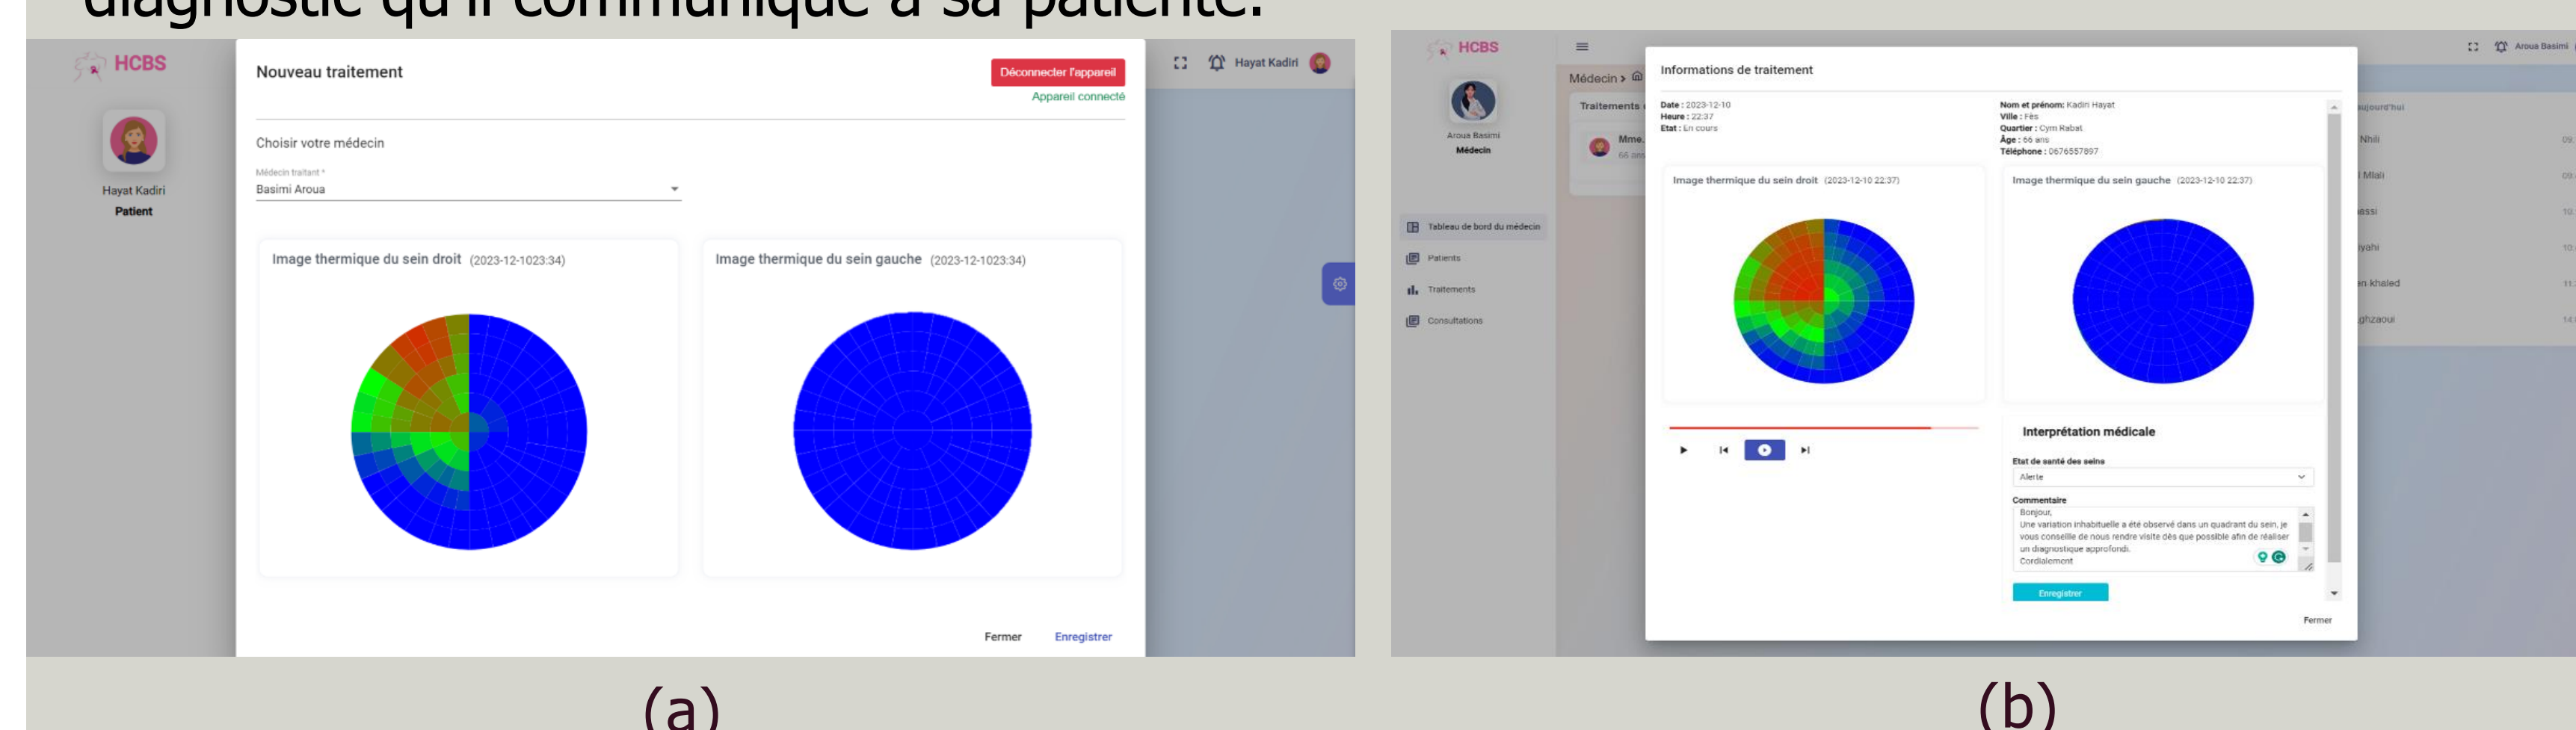 diagnostic qu'il communique à sa patiente.
HCBS
Hayat Kadiri
Patient
Nouveau traitement
Déconnecter l'appareil
Appareil connecté
Choisir votre médecin
Médecin traitant *
Basimi Aroua
Image thermique du sein droit (2023-12-1023:34)
Image thermique du sein gauche (2023-12-1023:34)
Fermer
Enregistrer
Hayat Kadiri
(a)
HCBS
Aroua Basimi
Médecin
Tableau de bord du médecin
Patients
Traitements
Consultations
Médecin >
Traitements
Mme.
Aroua Basimi
Informations de traitement
Date : 2023-12-10
Heure : 22:37
Etat : En cours
Nom et prénom: Kadiri Hayat
Ville : Fès
Quartier : Cym Rabat
Âge : 66 ans
Téléphone : 0676557897
Image thermique du sein droit (2023-12-10 22:37)
Image thermique du sein gauche (2023-12-10 22:37)
Interprétation médicale
Etat de santé des seins
Alerte
Commentaire
Bonjour,
Une variation inhabituelle a été observé dans un quadrant du sein, je
vous conseille de nous rendre visite dès que possible afin de réaliser
un diagnostique approfondi.
Cordialement
Enregistrer
Fermer
Nhili
(b)